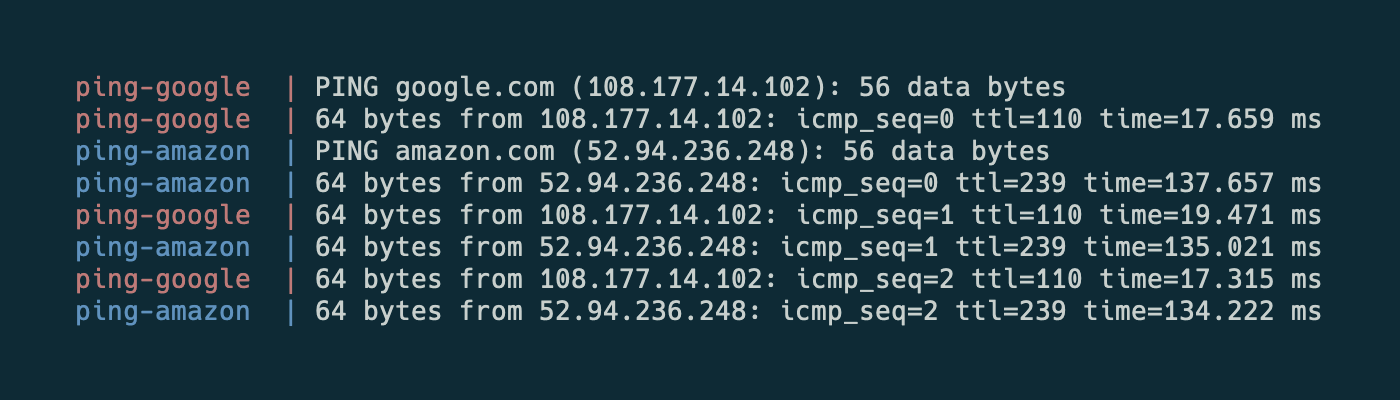 ping-google  | PING google.com (108.177.14.102): 56 data bytes
ping-google  | 64 bytes from 108.177.14.102: icmp_seq=0 ttl=110 time=17.659 ms
ping-amazon  | PING amazon.com (52.94.236.248): 56 data bytes
ping-amazon  | 64 bytes from 52.94.236.248: icmp_seq=0 ttl=239 time=137.657 ms
ping-google  | 64 bytes from 108.177.14.102: icmp_seq=1 ttl=110 time=19.471 ms
ping-amazon  | 64 bytes from 52.94.236.248: icmp_seq=1 ttl=239 time=135.021 ms
ping-google  | 64 bytes from 108.177.14.102: icmp_seq=2 ttl=110 time=17.315 ms
ping-amazon  | 64 bytes from 52.94.236.248: icmp_seq=2 ttl=239 time=134.222 ms